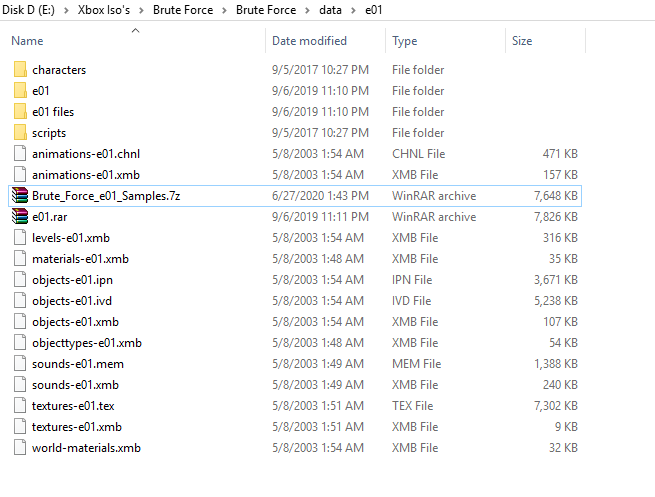 Disk D (E:) > Xbox Iso's > Brute Force > Brute Force > data > e01
Name Date modified Type Size
characters 9/5/2017 10:27 PM File folder
e01 9/6/2019 11:10 PM File folder
e01 files 9/6/2019 11:10 PM File folder
scripts 9/5/2017 10:27 PM File folder
animations-e01.chnl 5/8/2003 1:54 AM CHNL File 471 KB
animations-e01.xmb 5/8/2003 1:54 AM XMB File 157 KB
Brute_Force_e01_Samples.7z 6/27/2020 1:43 PM WinRAR archive 7,648 KB
e01.rar 9/6/2019 11:11 PM WinRAR archive 7,826 KB
levels-e01.xmb 5/8/2003 1:54 AM XMB File 316 KB
materials-e01.xmb 5/8/2003 1:48 AM XMB File 35 KB
objects-e01.ipn 5/8/2003 1:54 AM IPN File 3,671 KB
objects-e01.ivd 5/8/2003 1:54 AM IVD File 5,238 KB
objects-e01.xmb 5/8/2003 1:54 AM XMB File 107 KB
objecttypes-e01.xmb 5/8/2003 1:48 AM XMB File 54 KB
sounds-e01.mem 5/8/2003 1:49 AM MEM File 1,388 KB
sounds-e01.xmb 5/8/2003 1:49 AM XMB File 240 KB
textures-e01.tex 5/8/2003 1:51 AM TEX File 7,302 KB
textures-e01.xmb 5/8/2003 1:51 AM XMB File 9 KB
world-materials.xmb 5/8/2003 1:54 AM XMB File 32 KB